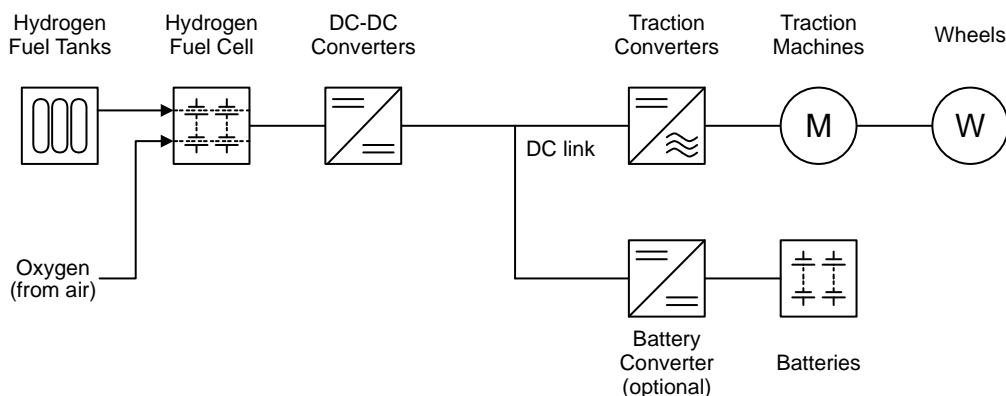 Hydrogen
Fuel Tanks
Hydrogen
Fuel Cell
DC-DC
Converters
Traction
Converters
Traction
Machines
Wheels
M
W
DC link
Oxygen
(from air)
Battery
Converter
(optional)
Batteries